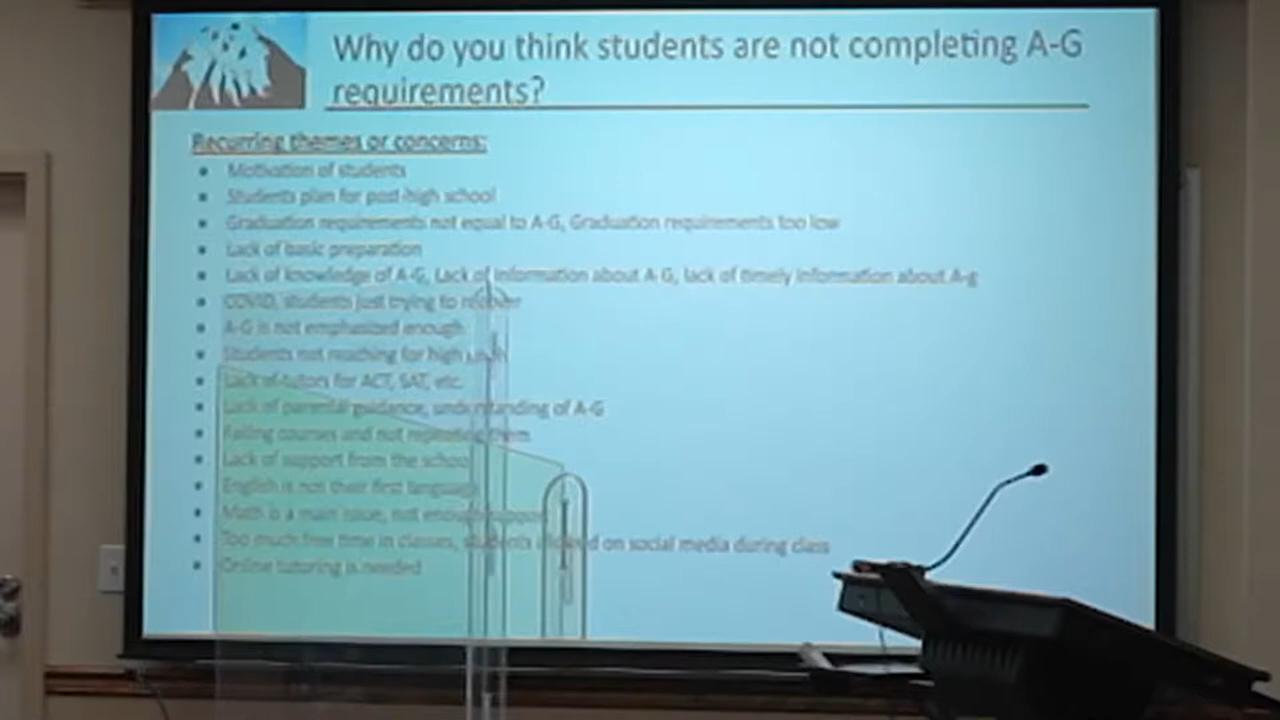 Why do you think students are not completing A-G
requirements?
Recurring themes or concerns:
Motivation of students
Students plan for post-high school
Graduation requirements not equal to A-G, Graduation requirements too low
Lack of basic preparation
Lack of knowledge of A-G, Lack of information about A-G, lack of timely information about A-g
COVID, students just trying to recover
A-G is not emphasized enough
Students not reaching for high
Lack of tutors for ACT, SAT, etc.
Lack of parental guidance, understanding of A-G
Failing courses and not repeating them
Lack of support from the school
English is not their first language
Math is a main issue, not enough support
Too much free time in classes, students allowed on social media during class
Online tutoring is needed